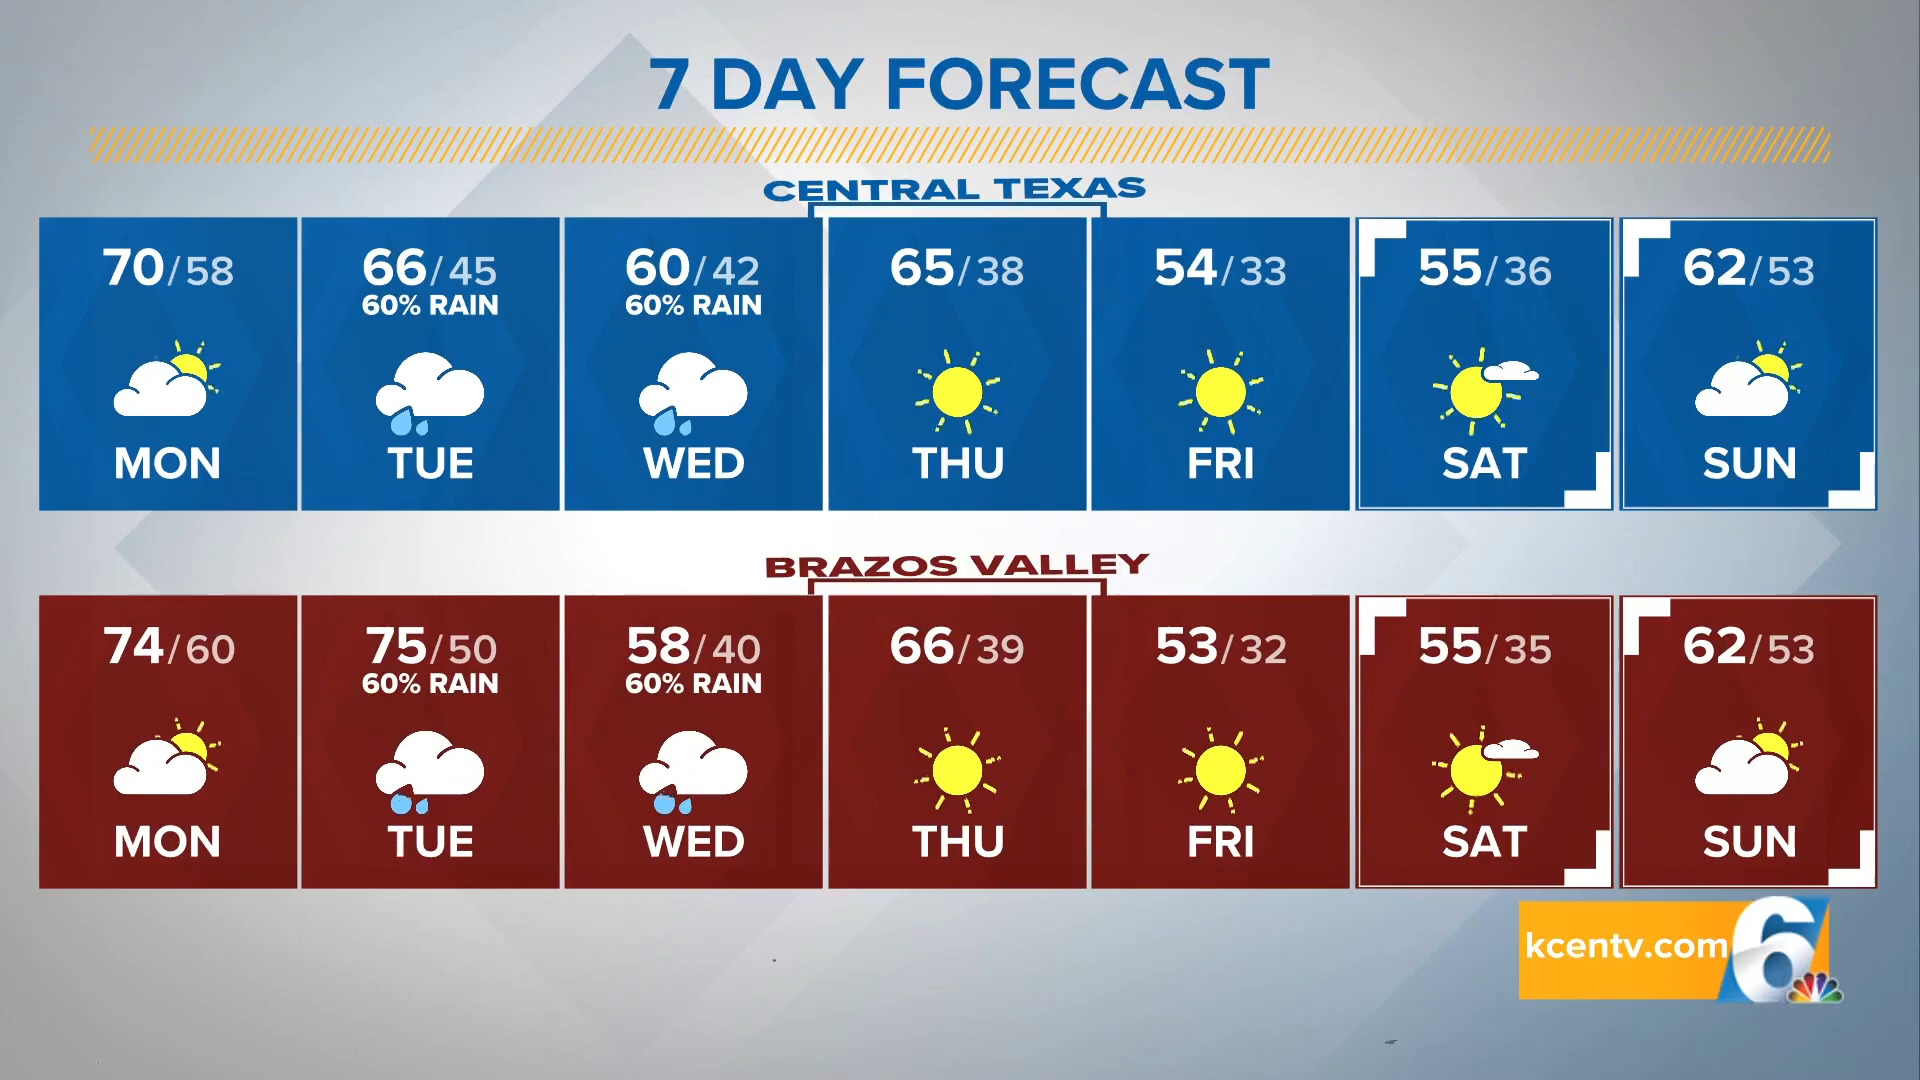 7 DAY FORECAST
CENTRAL TEXAS
70/58 66/45 60/42 65/38 54/33 55/36 62/53
60% RAIN 60% RAIN
MON TUE WED THU FRI SAT SUN
BRAZOS VALLEY
74/60 75/50 58/40 66/39 53/32 55/35 62/53
60% RAIN 60% RAIN
MON TUE WED THU FRI SAT SUN
kcentv.com 6